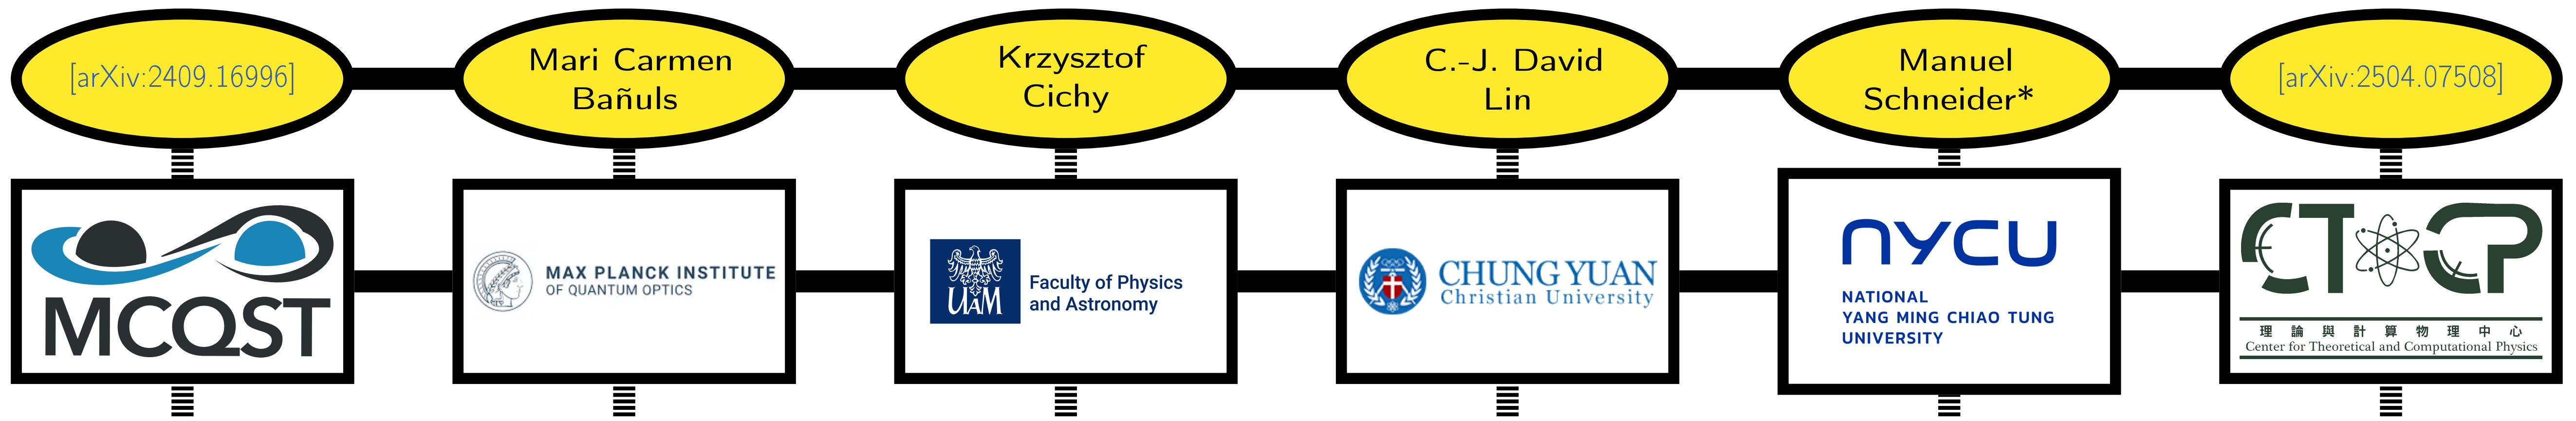 [arXiv:2409.16996]
Mari Carmen
Bañuls
Krzysztof
Cichy
C.-J. David
Lin
Manuel
Schneider*
[arXiv:2504.07508]
MCQST
MAX PLANCK INSTITUTE
OF QUANTUM OPTICS
UAM
Faculty of Physics
and Astronomy
CHUNG YUAN
Christian University
NYCU
NATIONAL
YANG MING CHIAO TUNG
UNIVERSITY
CTCP
理論與計算物理中心
Center for Theoretical and Computational Physics